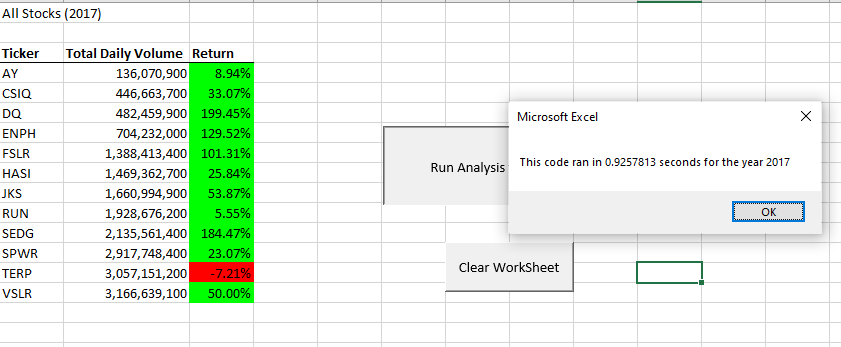 All Stocks (2017)
Ticker Total Daily Volume Return
AY 136,070,900 8.94%
CSIQ 446,663,700 33.07%
DQ 482,459,900 199.45%
ENPH 704,232,000 129.52%
FSLR 1,388,413,400 101.31%
HASI 1,469,362,700 25.84%
JKS 1,660,994,900 53.87%
RUN 1,928,676,200 5.55%
SEDG 2,135,561,400 184.47%
SPWR 2,917,748,400 23.07%
TERP 3,057,151,200 -7.21%
VSLR 3,166,639,100 50.00%
Run Analysis
Clear WorkSheet
Microsoft Excel
This code ran in 0.9257813 seconds for the year 2017
OK